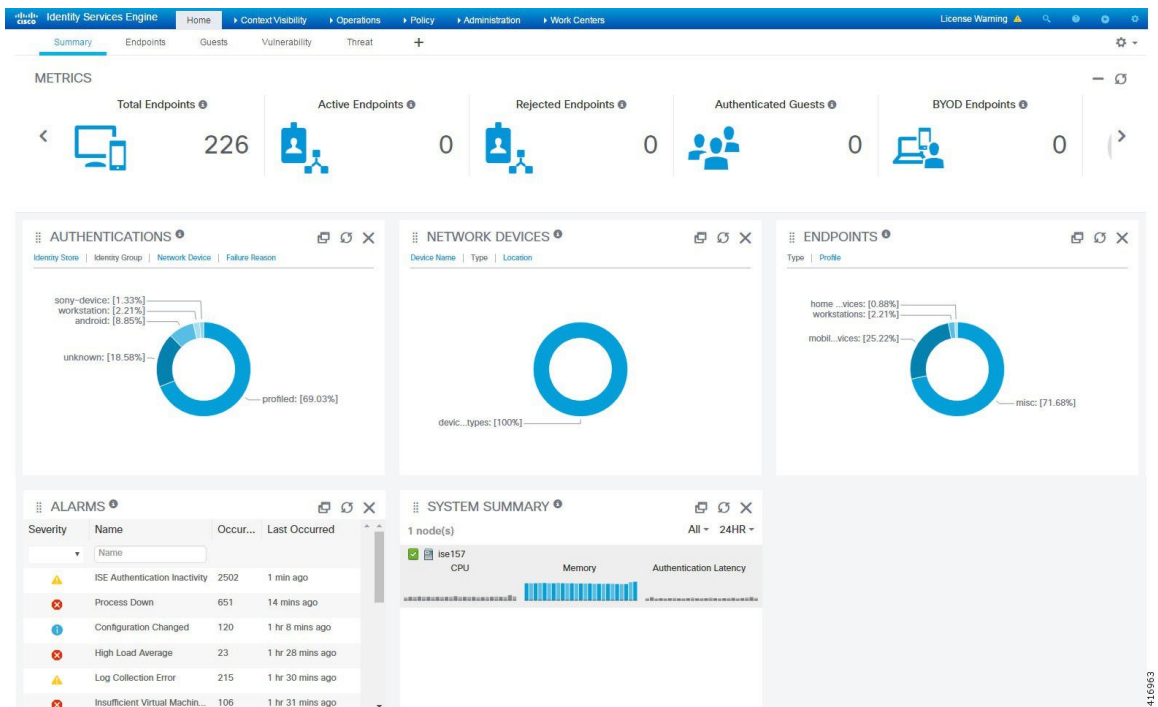 cisco Identity Services Engine Home Context Visibility Operations Policy Administration Work Centers License Warning
Summary Endpoints Guests Vulnerability Threat +
METRICS
Total Endpoints Active Endpoints Rejected Endpoints Authenticated Guests BYOD Endpoints
226 0 0 0 0
AUTHENTICATIONS
Identity Store | Identity Group | Network Device | Failure Reason
sony-device: [1.33%]
workstation: [2.21%]
android: [8.85%]
unknown: [18.58%]
profiled: [69.03%]
NETWORK DEVICES
Device Name | Type | Location
devic...types: [100%]
ENDPOINTS
Type | Profile
home ...vices: [0.88%]
workstations: [2.21%]
mobil...vices: [25.22%]
misc: [71.68%]
ALARMS
Severity Name Occur... Last Occurred
Name
ISE Authentication Inactivity 2502 1 min ago
Process Down 651 14 mins ago
Configuration Changed 120 1 hr 8 mins ago
High Load Average 23 1 hr 28 mins ago
Log Collection Error 215 1 hr 30 mins ago
Insufficient Virtual Machin... 106 1 hr 31 mins ago
SYSTEM SUMMARY
1 node(s) All 24HR
ise157
CPU Memory Authentication Latency
416963